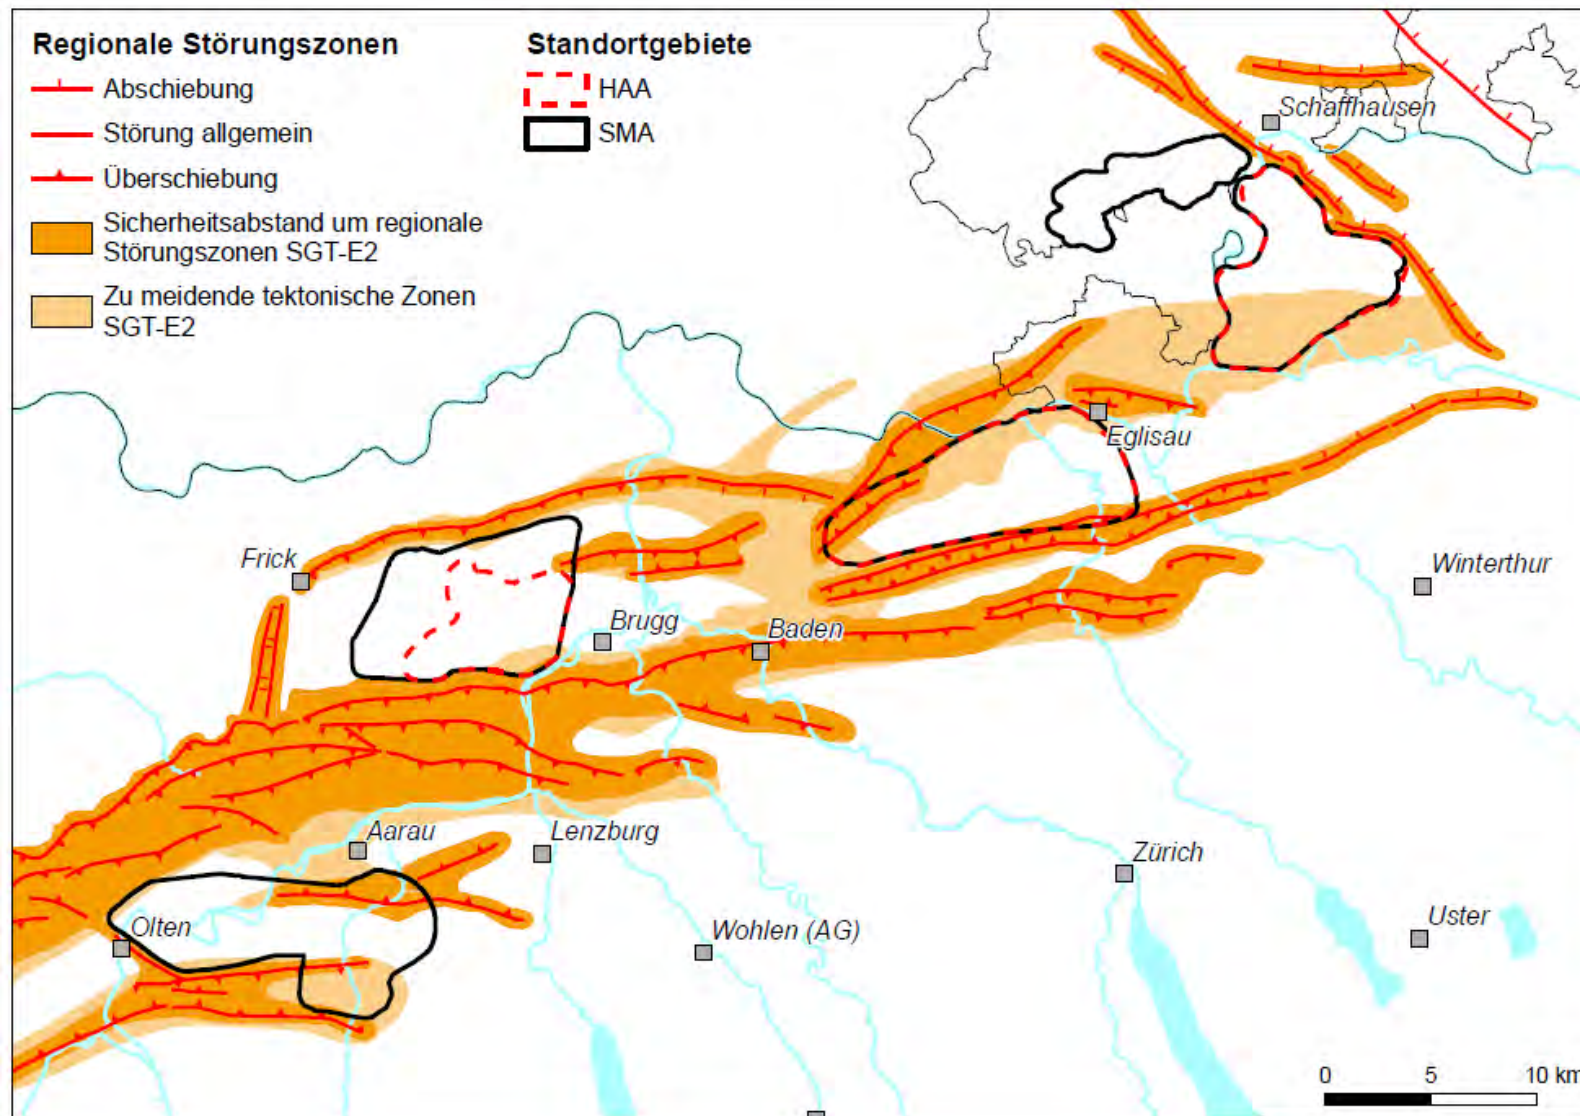 Regionale Störungszonen
Abschiebung
Störung allgemein
Überschiebung
Sicherheitsabstand um regionale
Störungszonen SGT-E2
Zu meidende tektonische Zonen
SGT-E2
Standortgebiete
HAA
SMA
Schaffhausen
Eglisau
Frick
Winterthur
Brugg
Baden
Aarau
Lenzburg
Zürich
Olten
Wohlen (AG)
Uster
0 5 10 km